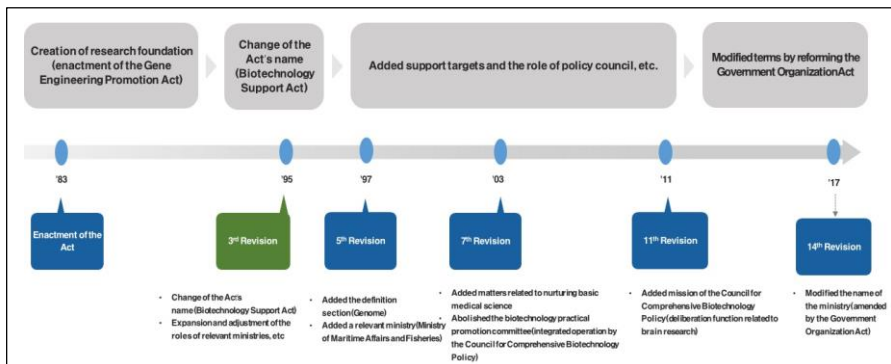 Creation of research foundation
(enactment of the Gene
Engineering Promotion Act)
Change of the
Act's name
(Biotechnology
Support Act)
Added support targets and the role of policy council, etc.
Modified terms by reforming the
Government OrganizationAct
'83
'95
'97
'03
'11
'17
Enactment of the
Act
3rd Revision
5th Revision
7th Revision
11th Revision
14th Revision
• Change of the Act's
name(Biotechnology Support Act)
• Expansion and adjustment of the
roles of relevant ministries, etc
• Added the definition
section(Genome)
• Added a relevant ministry(Ministry
of Maritime Affairs and Fisheries)
• Added matters related to nurturing basic
medical science
• Abolished the biotechnology practical
promotion committee(integrated operation by
the Council for Comprehensive Biotechnology
Policy)
• Added mission of the Council for
Comprehensive Biotechnology
Policy(deliberation function related to
brain research)
• Modified the name of
the ministry(amended
by the Government
Organization Act)